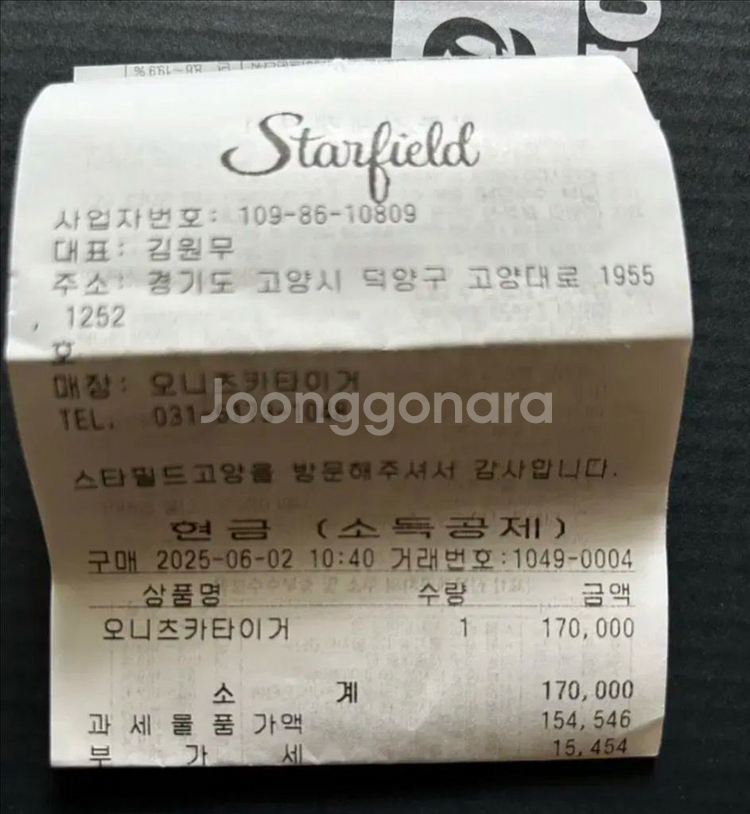 % 6.61~.86
Starfield
사업자번호: 109-86-10809
대표: 김원무
주소: 경기도 고양시 덕양구 고양대로 1955
, 1252
호
매장: 오니츠카타이거
TEL. 031-
Joonggonara
스타필드고양을 방문해주셔서 감사합니다.
현금 (소득공제)
구매 2025-06-02 10:40 거래번호:1049-0004
상품명 수량 금액
오니츠카타이거 1 170,000
소 계 170,000
과 세 물 품 가액 154,546
부 가 세 15,454